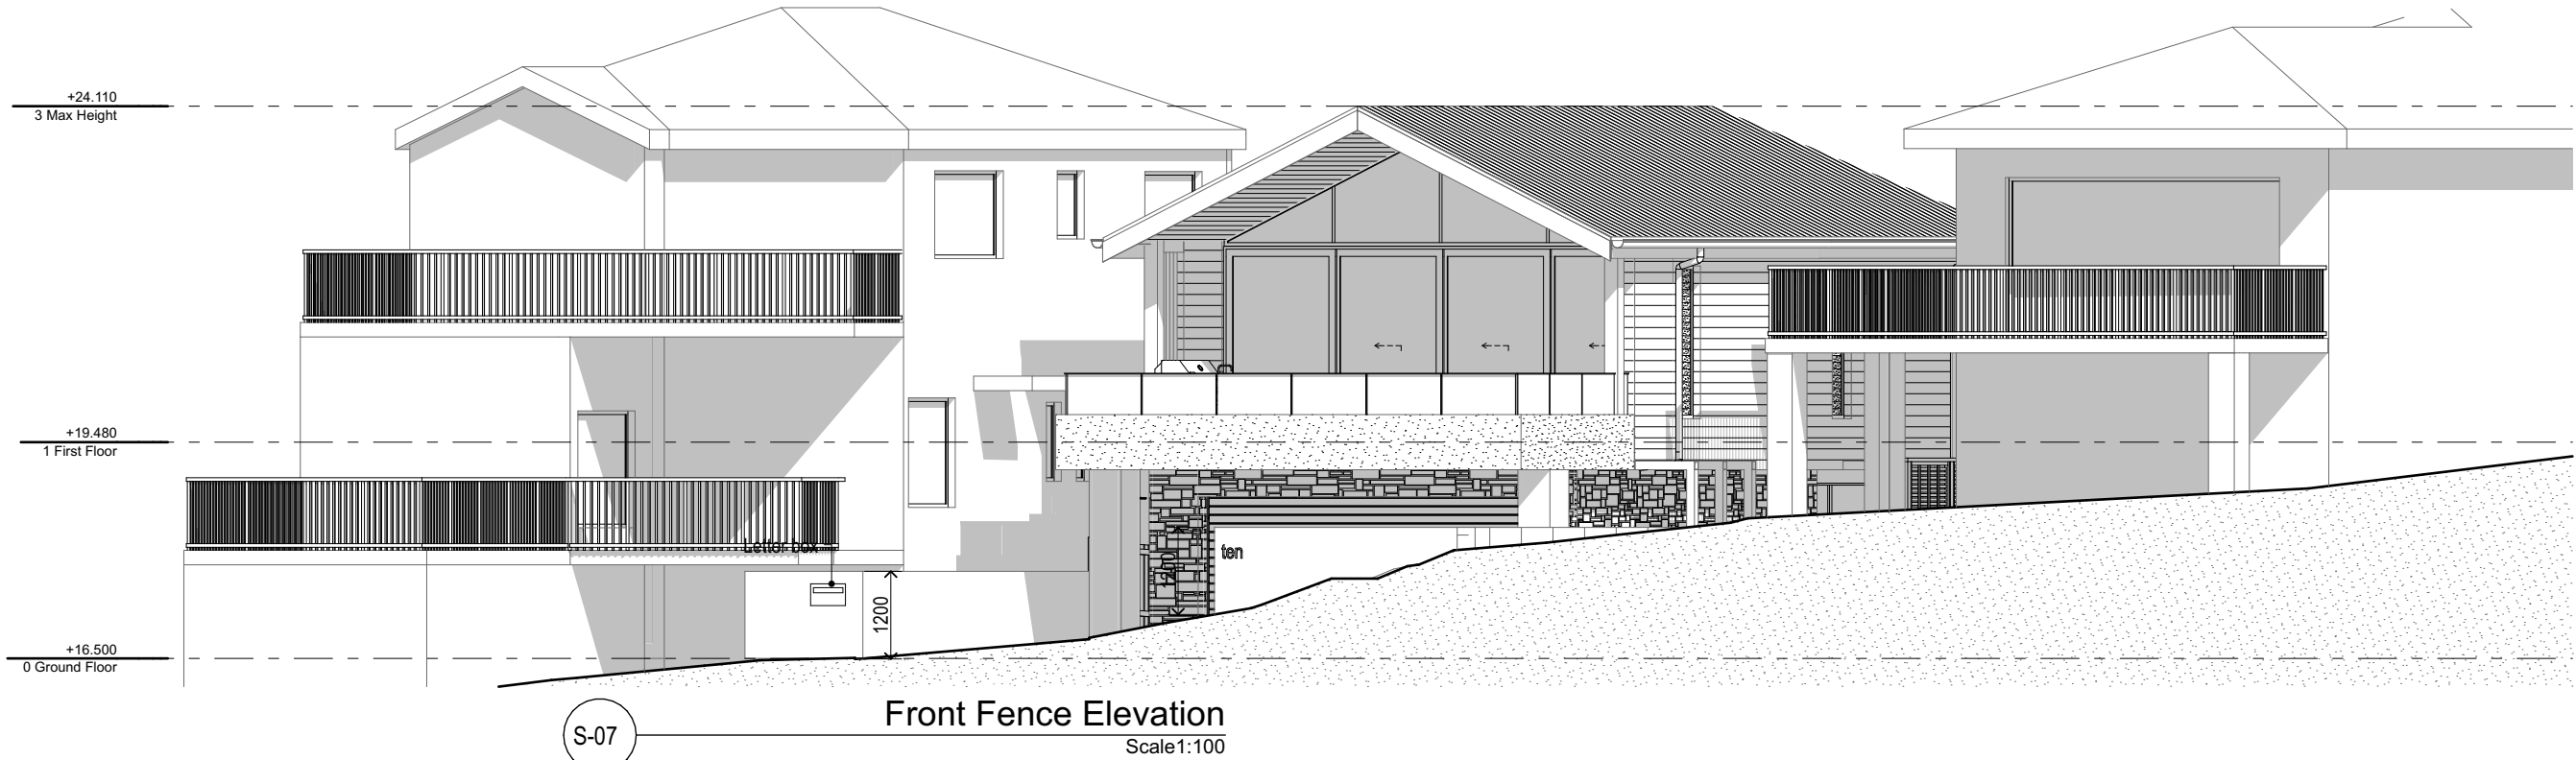 +24.110
3 Max Height
+19.480
1 First Floor
Letter box
ten
1200
1200
+16.500
0 Ground Floor
S-07
Front Fence Elevation
Scale1:100